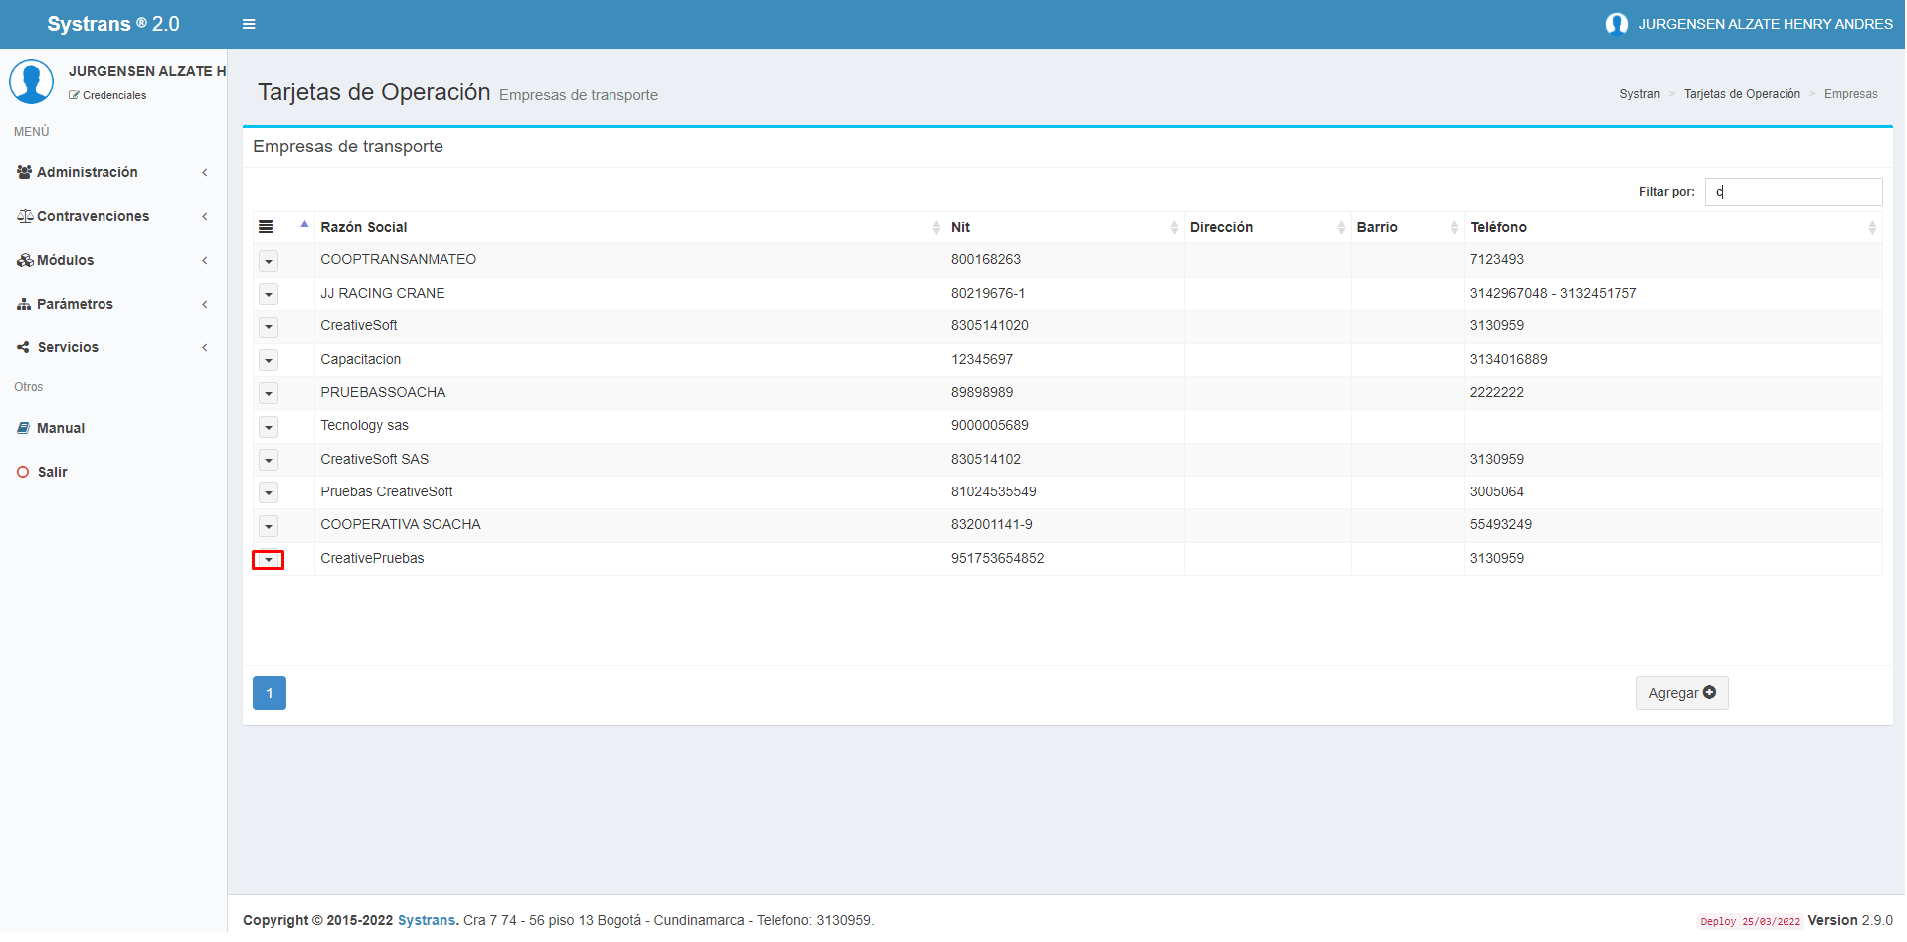 Systrans ® 2.0
JURGENSEN ALZATE HENRY ANDRES
JURGENSEN ALZATE H
Credenciales
MENÚ
Administración
Contravenciones
Módulos
Parámetros
Servicios
Otros
Manual
Salir
Tarjetas de Operación Empresas de transporte
Systran > Tarjetas de Operación > Empresas
Empresas de transporte
Filtar por: c
Razón Social Nit Dirección Barrio Teléfono
COOPTRANSANMATEO 800168263 7123493
JJ RACING CRANE 80219676-1 3142967048 - 3132451757
CreativeSoft 8305141020 3130959
Capacitacion 12345697 3134016889
PRUEBASSOACHA 89898989 2222222
Tecnology sas 9000005689
CreativeSoft SAS 830514102 3130959
Pruebas CreativeSoft 81024535549 3005064
COOPERATIVA SOACHA 832001141-9 55493249
CreativePruebas 951753654852 3130959
1
Agregar
Copyright © 2015-2022 Systrans. Cra 7 74 - 56 piso 13 Bogotá - Cundinamarca - Telefono: 3130959.
Deploy 25/03/2022 Version 2.9.0